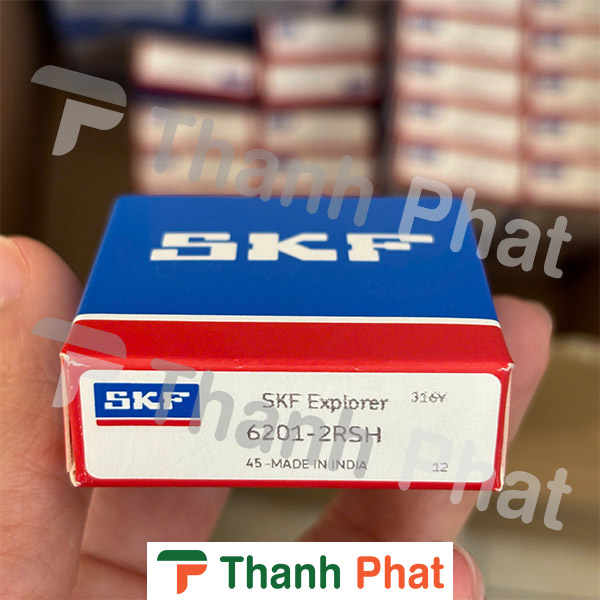 Thanh Phat
SKF
Thanh Phat
SKF
SKF Explorer 316Y
6201-2RSH
45-MADE IN INDIA 12
Thanh Phat